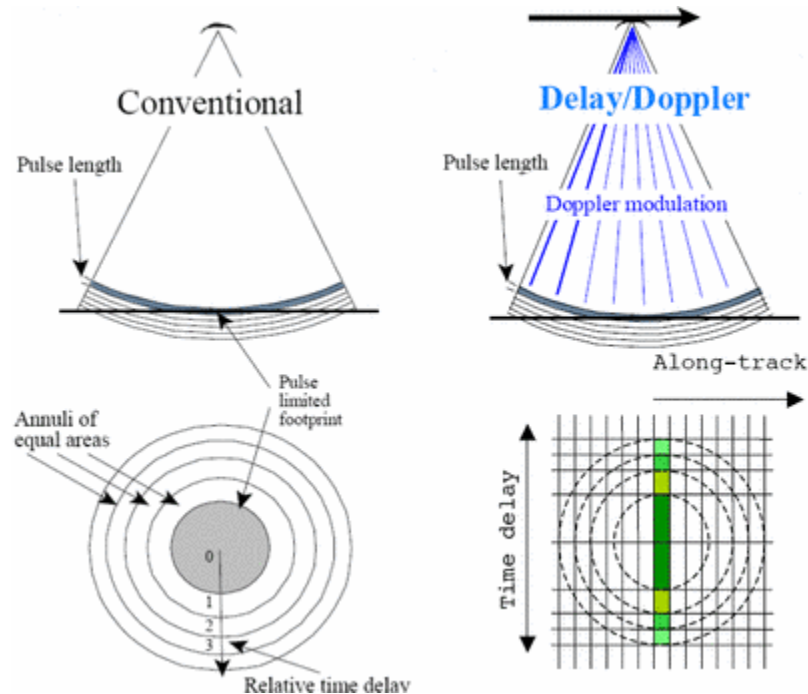 Conventional
Pulse length
Pulse
limited
footprint
Annuli of
equal areas
0
1
2
3
Relative time delay
Delay/Doppler
Pulse length
Doppler modulation
Along-track
Time delay